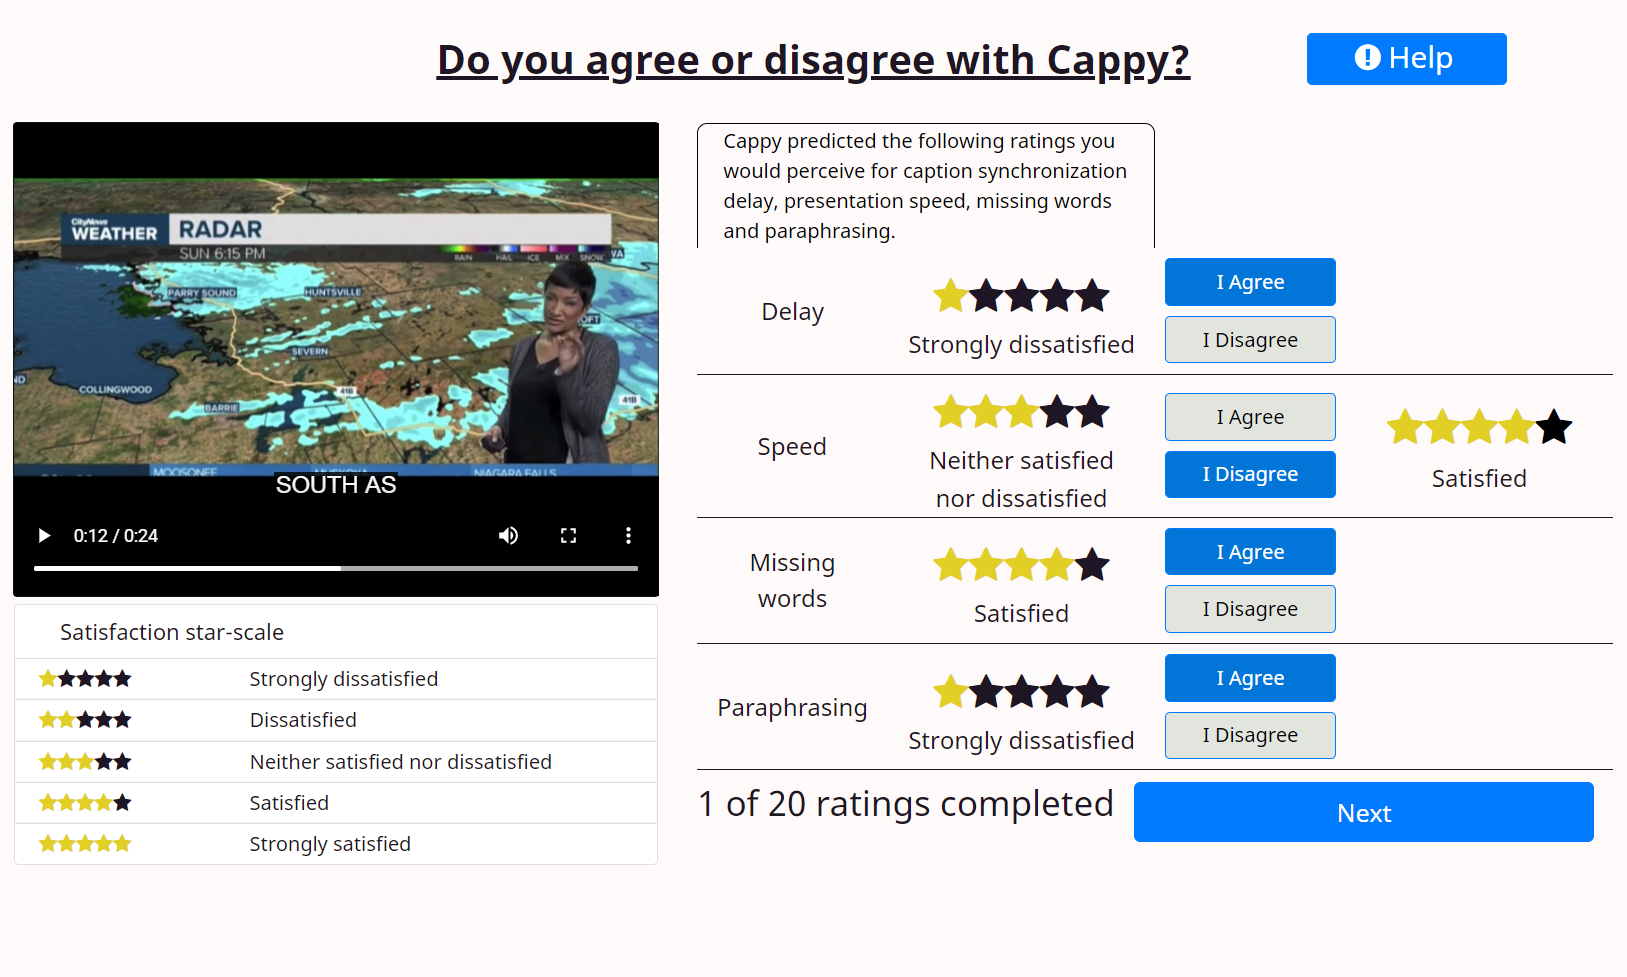 Do you agree or disagree with Cappy?
Help
CityNews
WEATHER
RADAR
SUN 6:15 PM
RAIN HAIL ICE MIX SNOW
PARRY SOUND
HUNTSVILLE
SEVERN
COLLINGWOOD
41B
41B
BARRIE
MOOSONEE
MUSKOKA
NIAGARA FALLS
SOUTH AS
0:12 / 0:24
Satisfaction star-scale
Strongly dissatisfied
Dissatisfied
Neither satisfied nor dissatisfied
Satisfied
Strongly satisfied
Cappy predicted the following ratings you
would perceive for caption synchronization
delay, presentation speed, missing words
and paraphrasing.
Delay
Strongly dissatisfied
I Agree
I Disagree
Speed
Neither satisfied
nor dissatisfied
I Agree
I Disagree
Satisfied
Missing
words
Satisfied
I Agree
I Disagree
Paraphrasing
Strongly dissatisfied
I Agree
I Disagree
1 of 20 ratings completed
Next